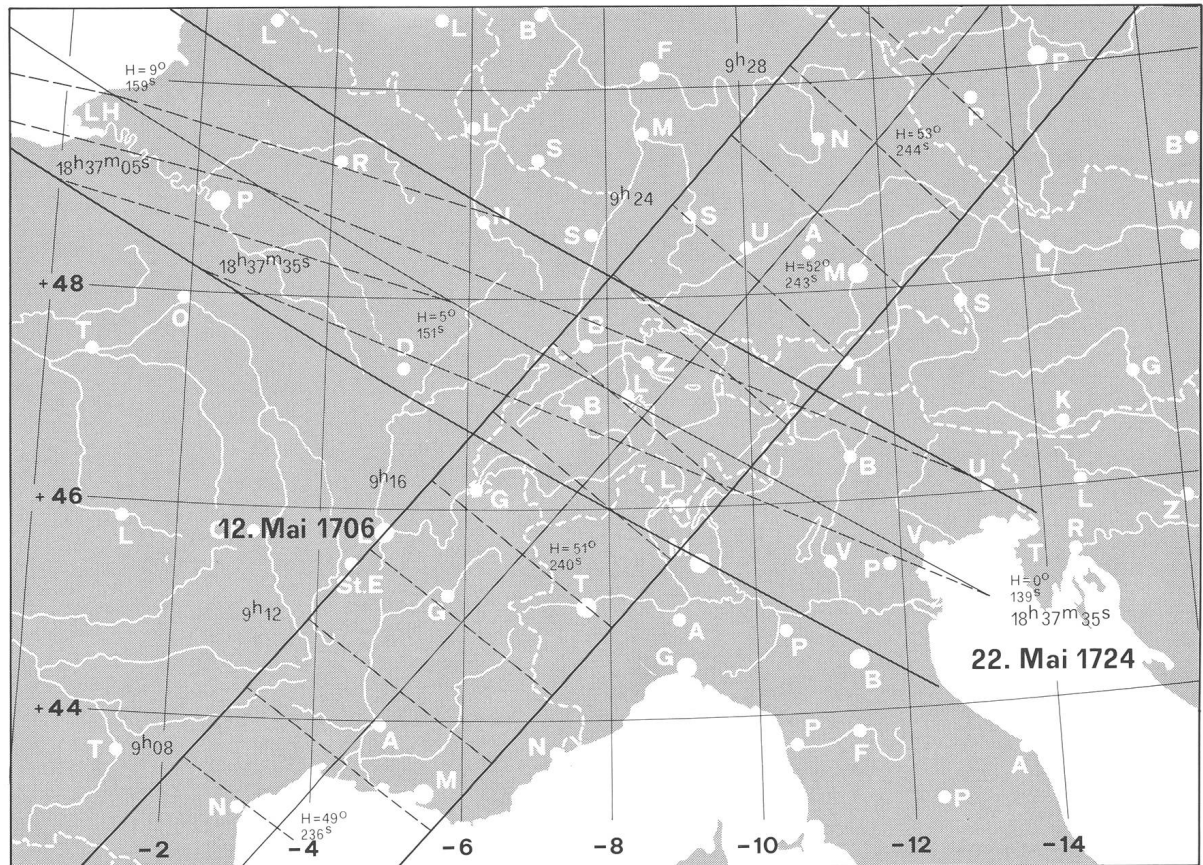 L
L
B
F
9h28
P
H=9°
159s
LH
L
M
N
P
H=53°
244s
B
18h37m05s
R
S
P
9h24
N
S
S
U
A
W
18h37m35s
H=52°
243s
M
L
+48
O
S
T
H=5°
151s
D
B
Z
I
G
L
B
K
9h16
B
U
+46
G
L
L
Z
L
12. Mai 1706
V
R
H=51°
240s
V
P
T
St.E
9h12
G
T
H=0°
139s
18h37m35s
A
P
22. Mai 1724
G
B
+44
9h08
T
A
N
P
F
A
M
N
P
H=49°
236s
-2
-4
-6
-8
-10
-12
-14